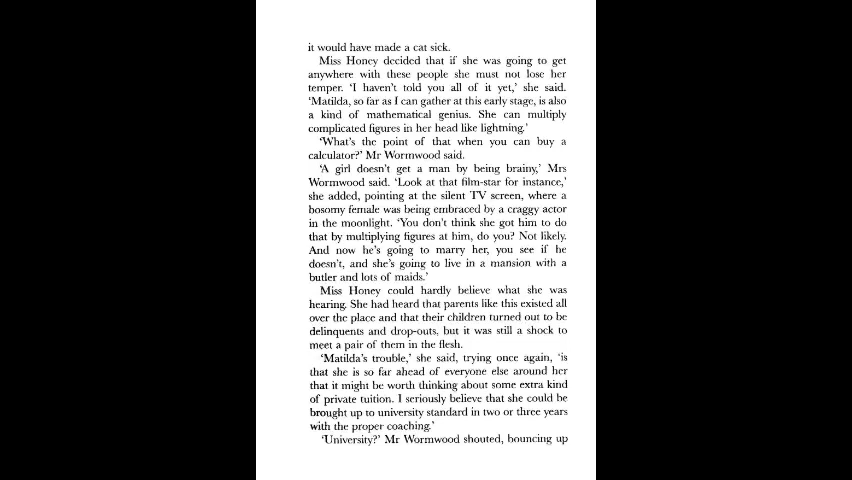 it would have made a cat sick.
Miss Honey decided that if she was going to get
anywhere with these people she must not lose her
temper. ‘I haven’t told you all of it yet,’ she said.
‘Matilda, so far as I can gather at this early stage, is also
a kind of mathematical genius. She can multiply
complicated figures in her head like lightning.’
‘What’s the point of that when you can buy a
calculator?’ Mr Wormwood said.
‘A girl doesn’t get a man by being brainy,’ Mrs
Wormwood said. ‘Look at that film-star for instance,’
she added, pointing at the silent TV screen, where a
bosomy female was being embraced by a craggy actor
in the moonlight. ‘You don’t think she got him to do
that by multiplying figures at him, do you? Not likely.
And now he’s going to marry her, you see if he
doesn’t, and she’s going to live in a mansion with a
butler and lots of maids.’
Miss Honey could hardly believe what she was
hearing. She had heard that parents like this existed all
over the place and that their children turned out to be
delinquents and drop-outs, but it was still a shock to
meet a pair of them in the flesh.
‘Matilda’s trouble,’ she said, trying once again, ‘is
that she is so far ahead of everyone else around her
that it might be worth thinking about some extra kind
of private tuition. I seriously believe that she could be
brought up to university standard in two or three years
with the proper coaching.’
‘University?’ Mr Wormwood shouted, bouncing up